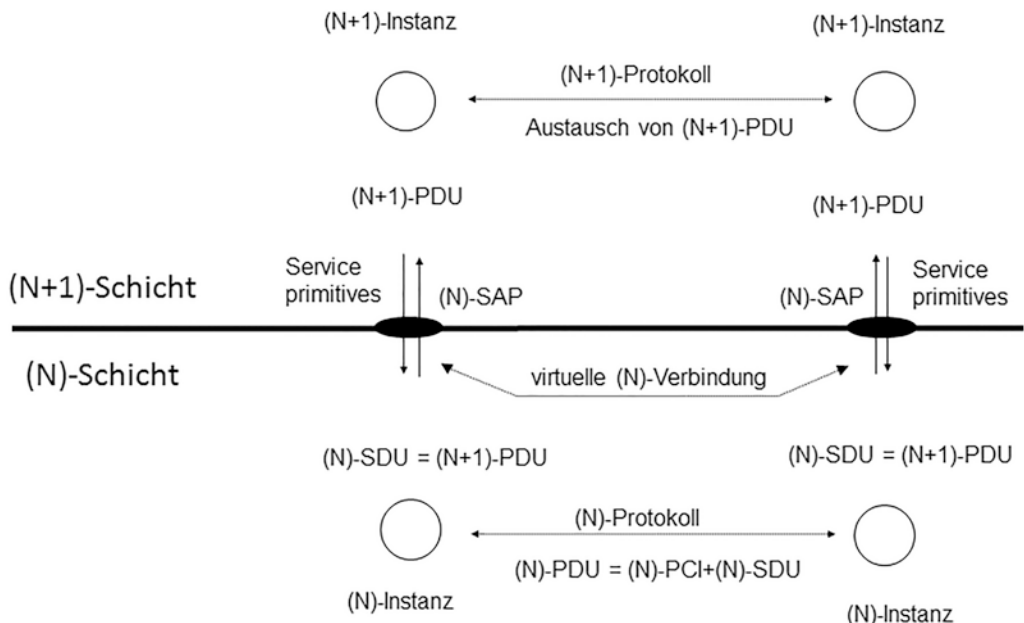 (N+1)-Instanz
(N+1)-Instanz
(N+1)-Protokoll
Austausch von (N+1)-PDU
(N+1)-PDU
(N+1)-PDU
(N+1)-Schicht
Service
primitives
(N)-SAP
(N)-SAP
Service
primitives
(N)-Schicht
virtuelle (N)-Verbindung
(N)-SDU = (N+1)-PDU
(N)-SDU = (N+1)-PDU
(N)-Protokoll
(N)-PDU = (N)-PCI+(N)-SDU
(N)-Instanz
(N)-Instanz